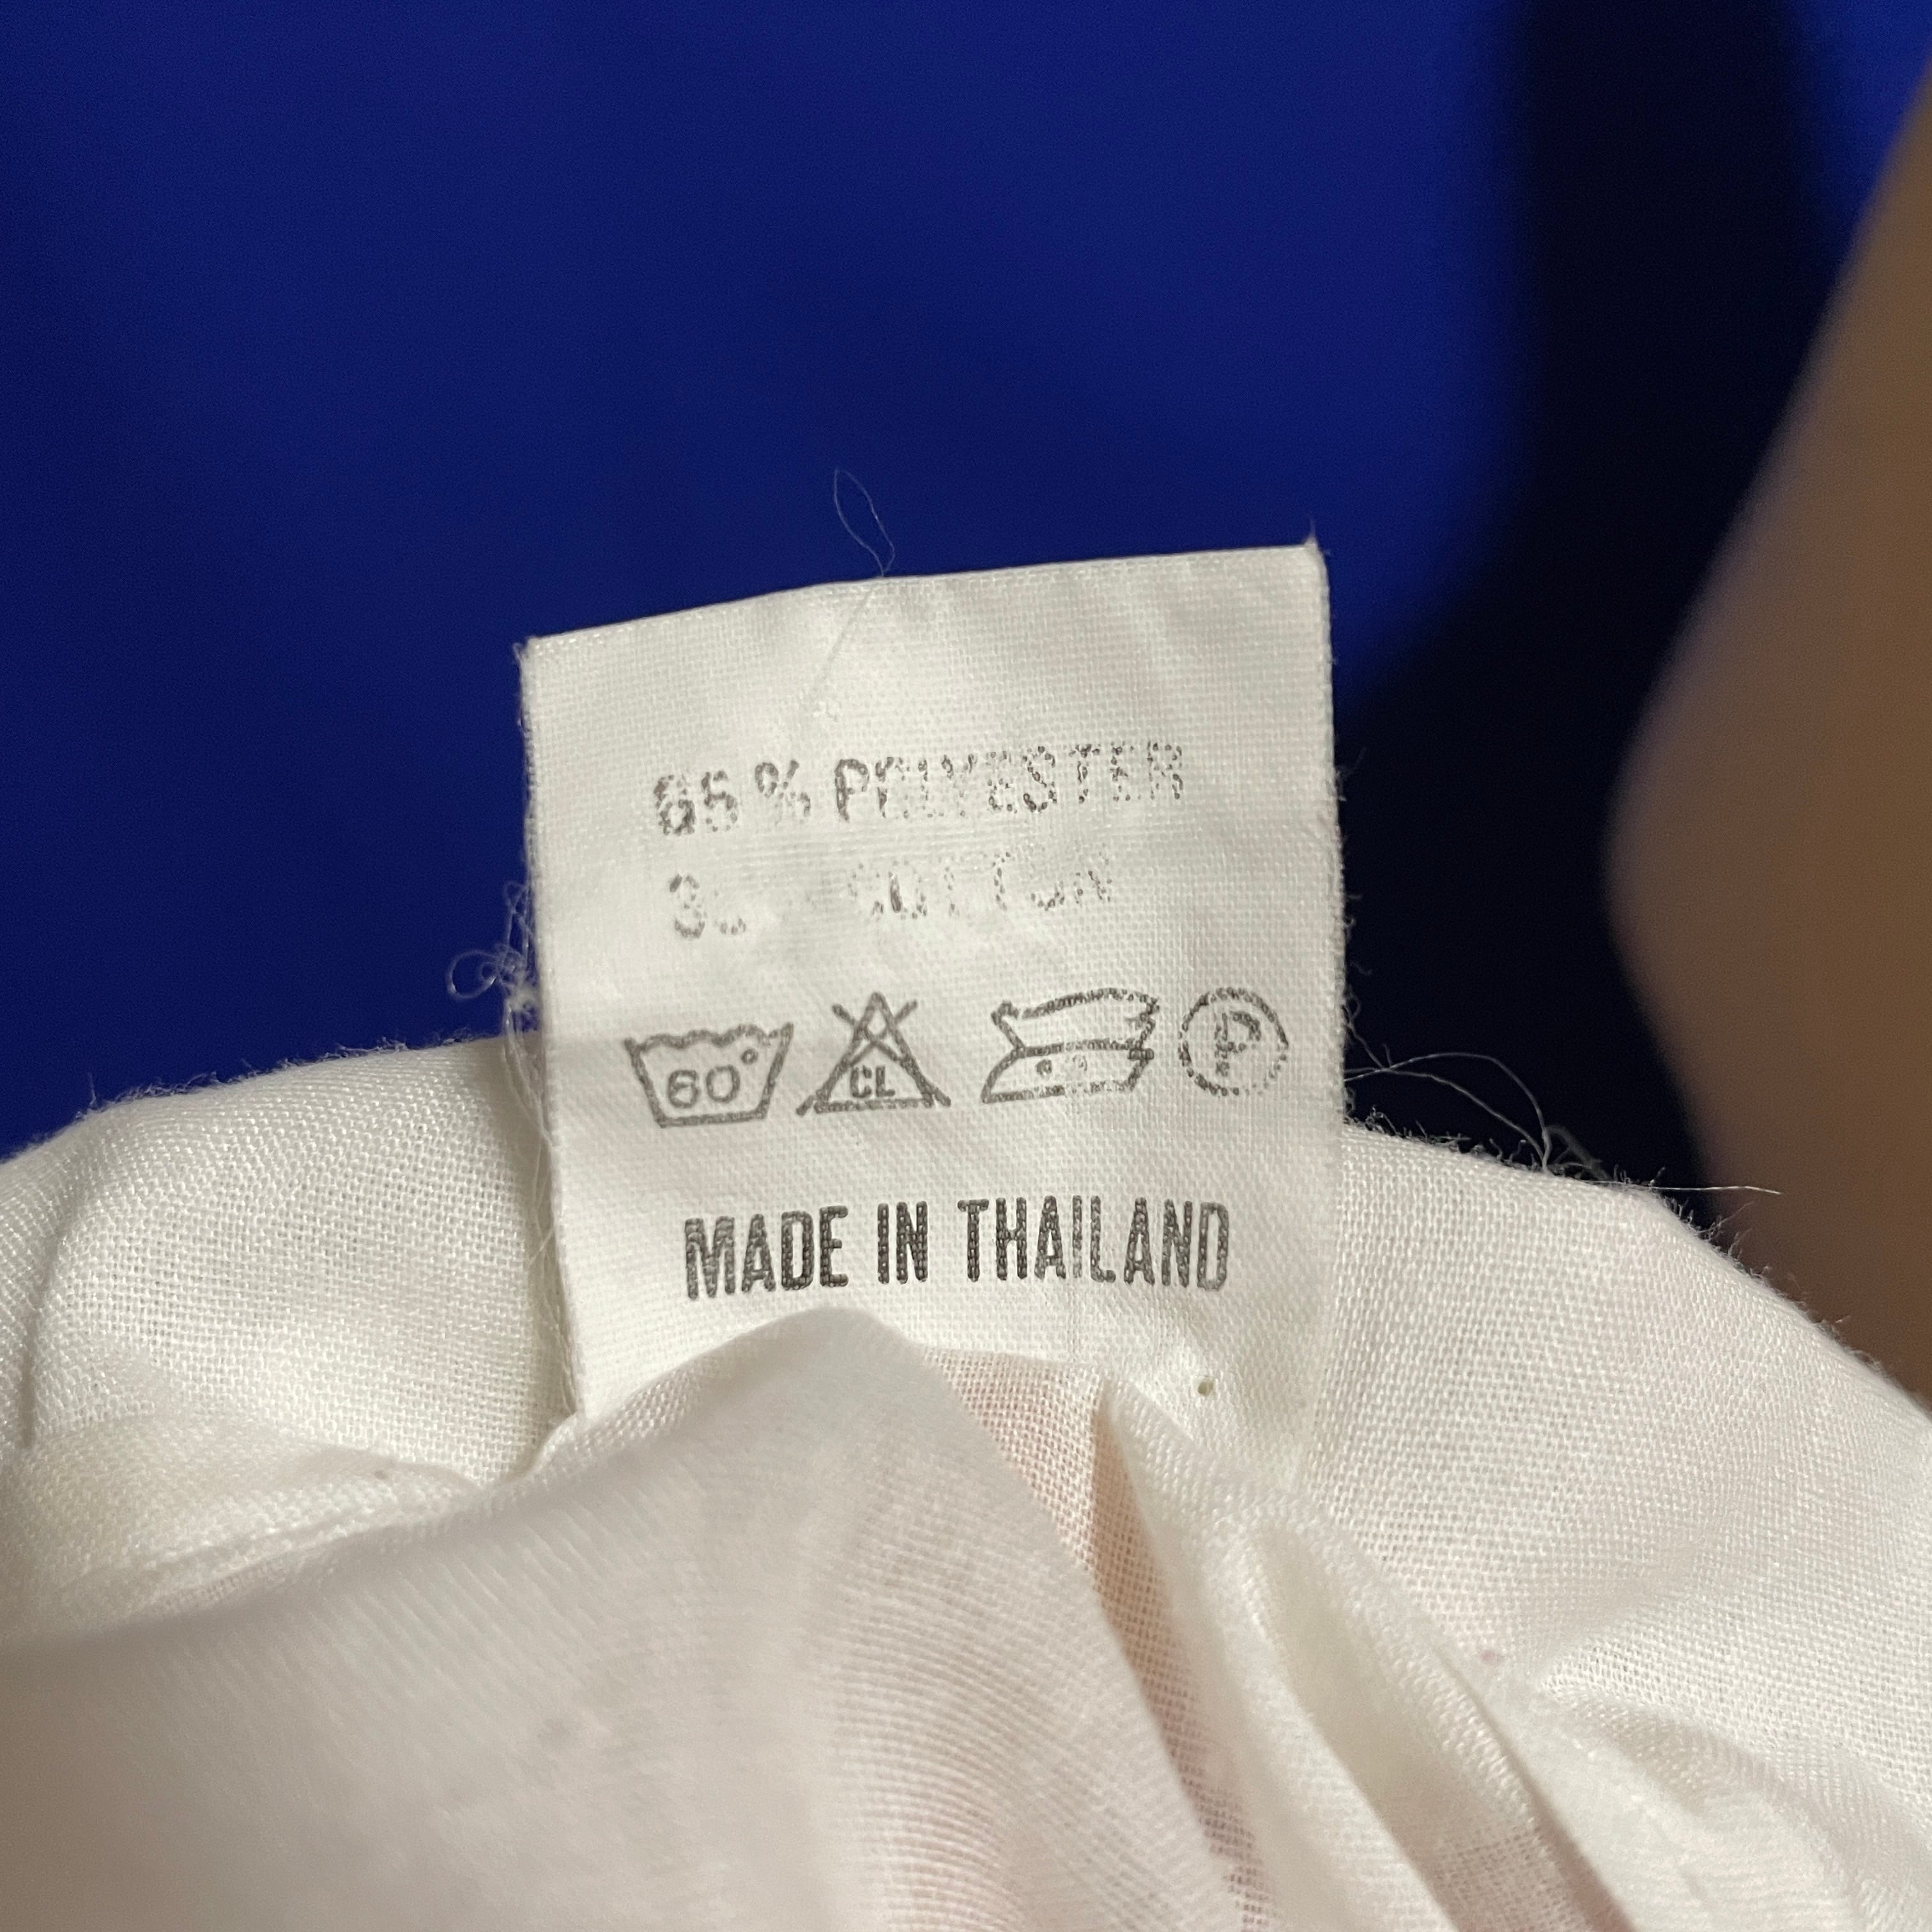 65% POLYESTER
COTTON
60°
CL
P
MADE IN THAILAND